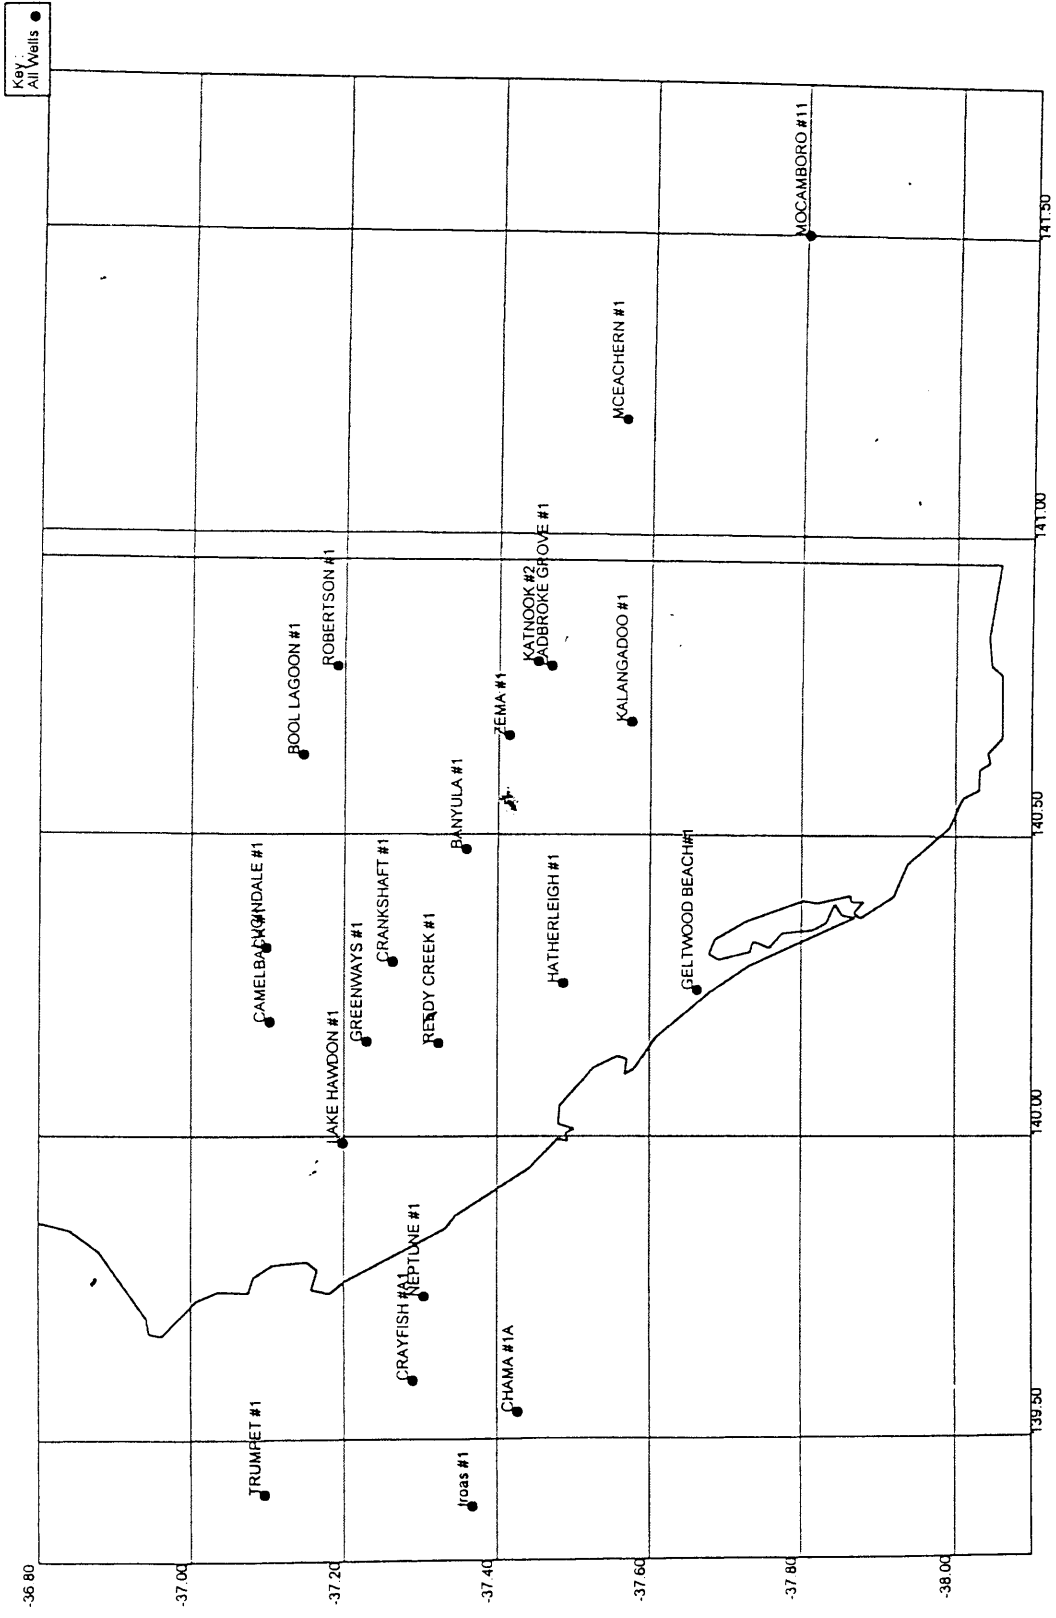 Key :
All Wells
MOCAMBORO #11
MCEACHERN #1
ROBERTSON #1
BOOL LAGOON #1
KATNOOK #2
ADBROKE GROVE #1
KALANGADOO #1
ZEMA #1
BANYULA #1
CAMELBACK #1
CRANKSHAFT #1
GREENWAYS #1
REEDY CREEK #1
HATHERLEIGH #1
GELTWOOD BEACH#1
LAKE HAWDON #1
NEPTUNE #1
CRAYFISH #A1
CHAMA #1A
TRUMPET #1
Troas #1
-36.80
-37.00
-37.20
-37.40
-37.60
-37.80
-38.00
139.50
140.00
140.50
141.00
141.50